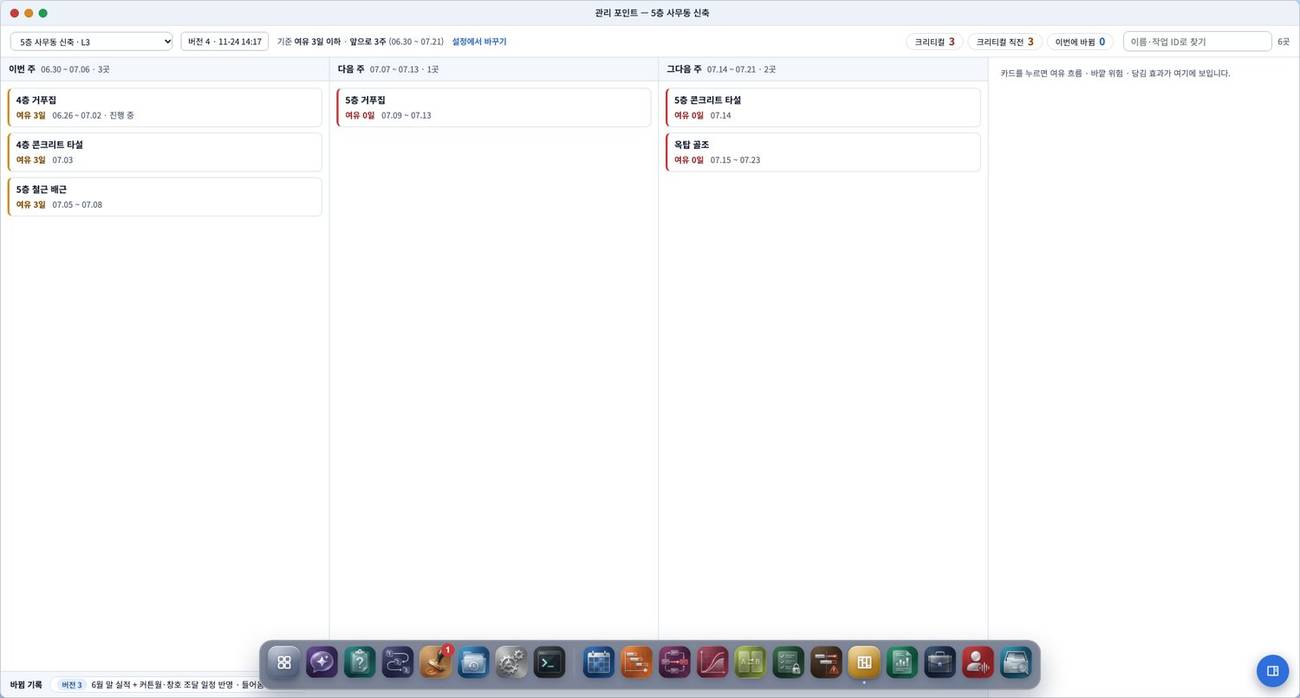 관리 포인트 — 5층 사무동 신축
5층 사무동 신축 · L3
버전 4 · 11-24 14:17
기준 여유 3일 이하 · 앞으로 3주 (06.30 ~ 07.21) 설정에서 바꾸기
크리티컬 3
크리티컬 직전 3
이번에 바뀜 0
이름·작업 ID로 찾기
6곳
이번 주 06.30 ~ 07.06 · 3곳
4층 거푸집
여유 3일 06.26 ~ 07.02 · 진행 중
4층 콘크리트 타설
여유 3일 07.03
5층 철근 배근
여유 3일 07.05 ~ 07.08
다음 주 07.07 ~ 07.13 · 1곳
5층 거푸집
여유 0일 07.09 ~ 07.13
그다음 주 07.14 ~ 07.21 · 2곳
5층 콘크리트 타설
여유 0일 07.14
옥탑 골조
여유 0일 07.15 ~ 07.23
카드를 누르면 여유 흐름 · 바깥 위험 · 당김 효과가 여기에 보입니다.
1
바뀜 기록 버전 3 6월 말 실적 + 커튼월·창호 조달 일정 반영 · 들어옴